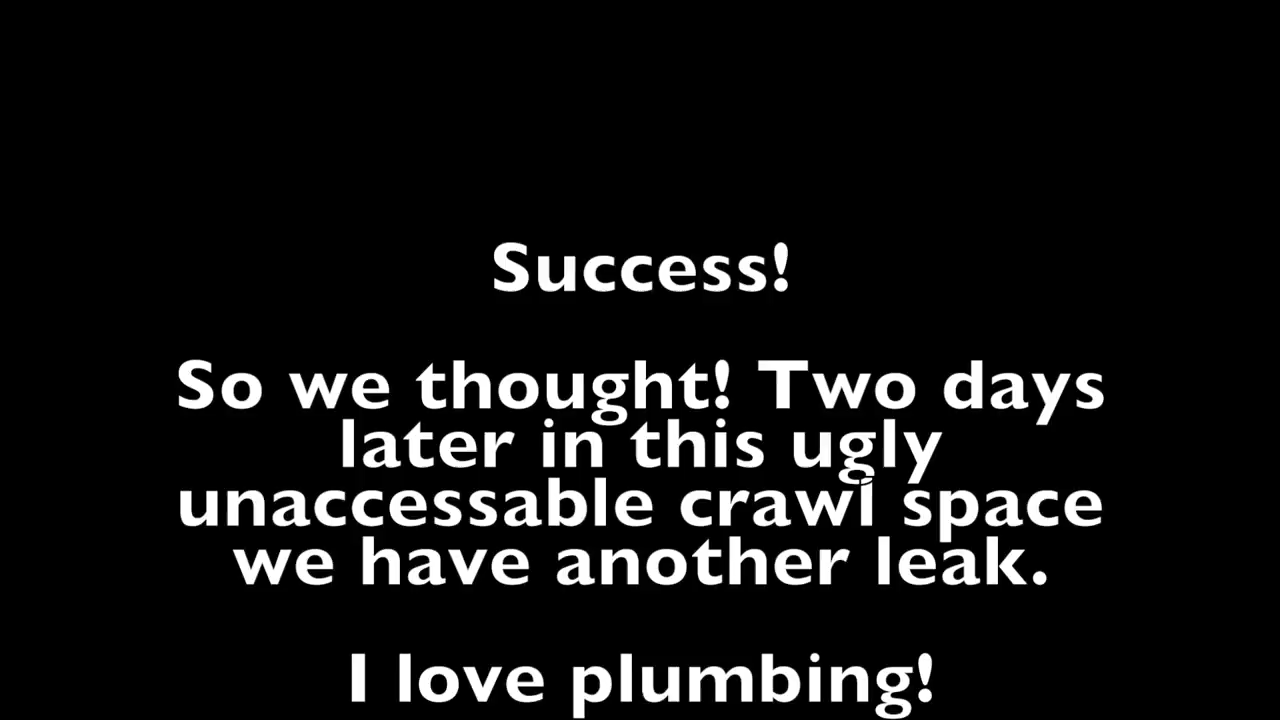 Success!
So we thought! Two days
later in this ugly
unaccessable crawl space
we have another leak.
I love plumbing!